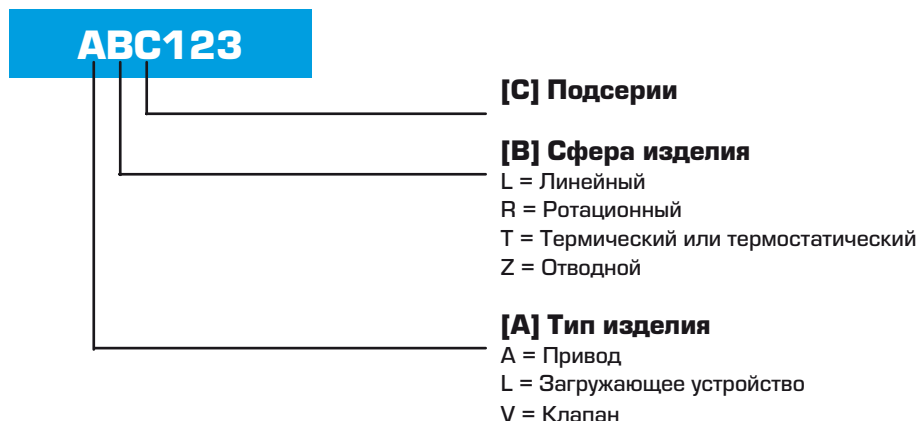 ABC123
[C] Подсерии
[B] Сфера изделия
L = Линейный
R = Ротационный
T = Термический или термостатический
Z = Отводной
[A] Тип изделия
A = Привод
L = Загружающее устройство
V = Клапан